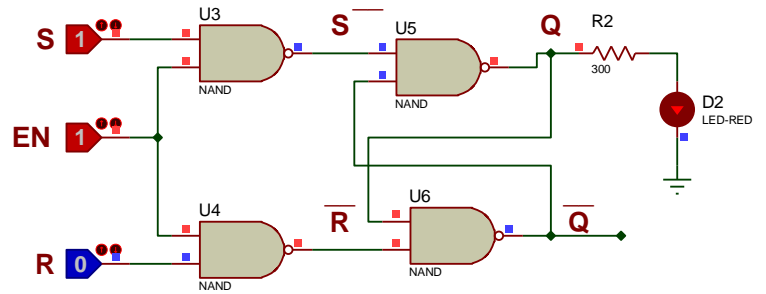 U3
S
Q
R2
S
1
U5
300
NAND
D2
NAND
LED-RED
EN
1
U4
R
U6
Q
R
0
NAND
NAND